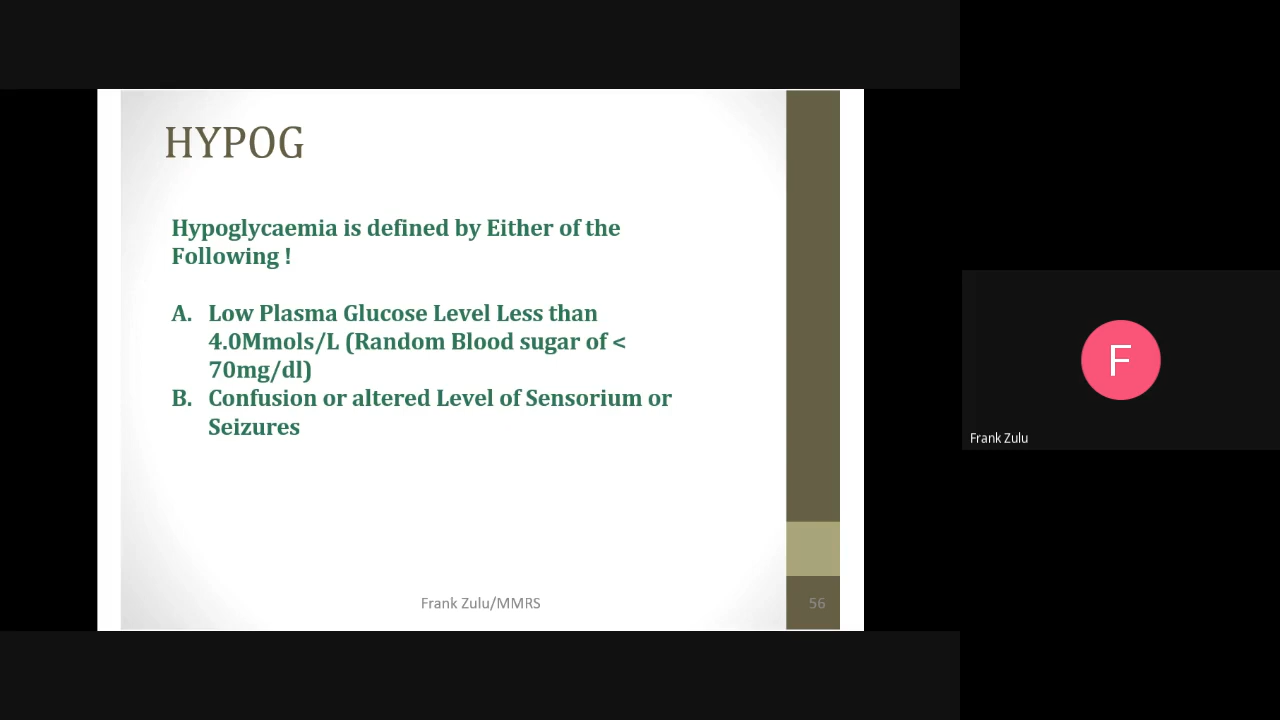 HYPOG
Hypoglycaemia is defined by Either of the
Following !
A. Low Plasma Glucose Level Less than
4.0Mmols/L (Random Blood sugar of <
70mg/dl)
B. Confusion or altered Level of Sensorium or
Seizures
Frank Zulu/MMRS
56
F
Frank Zulu